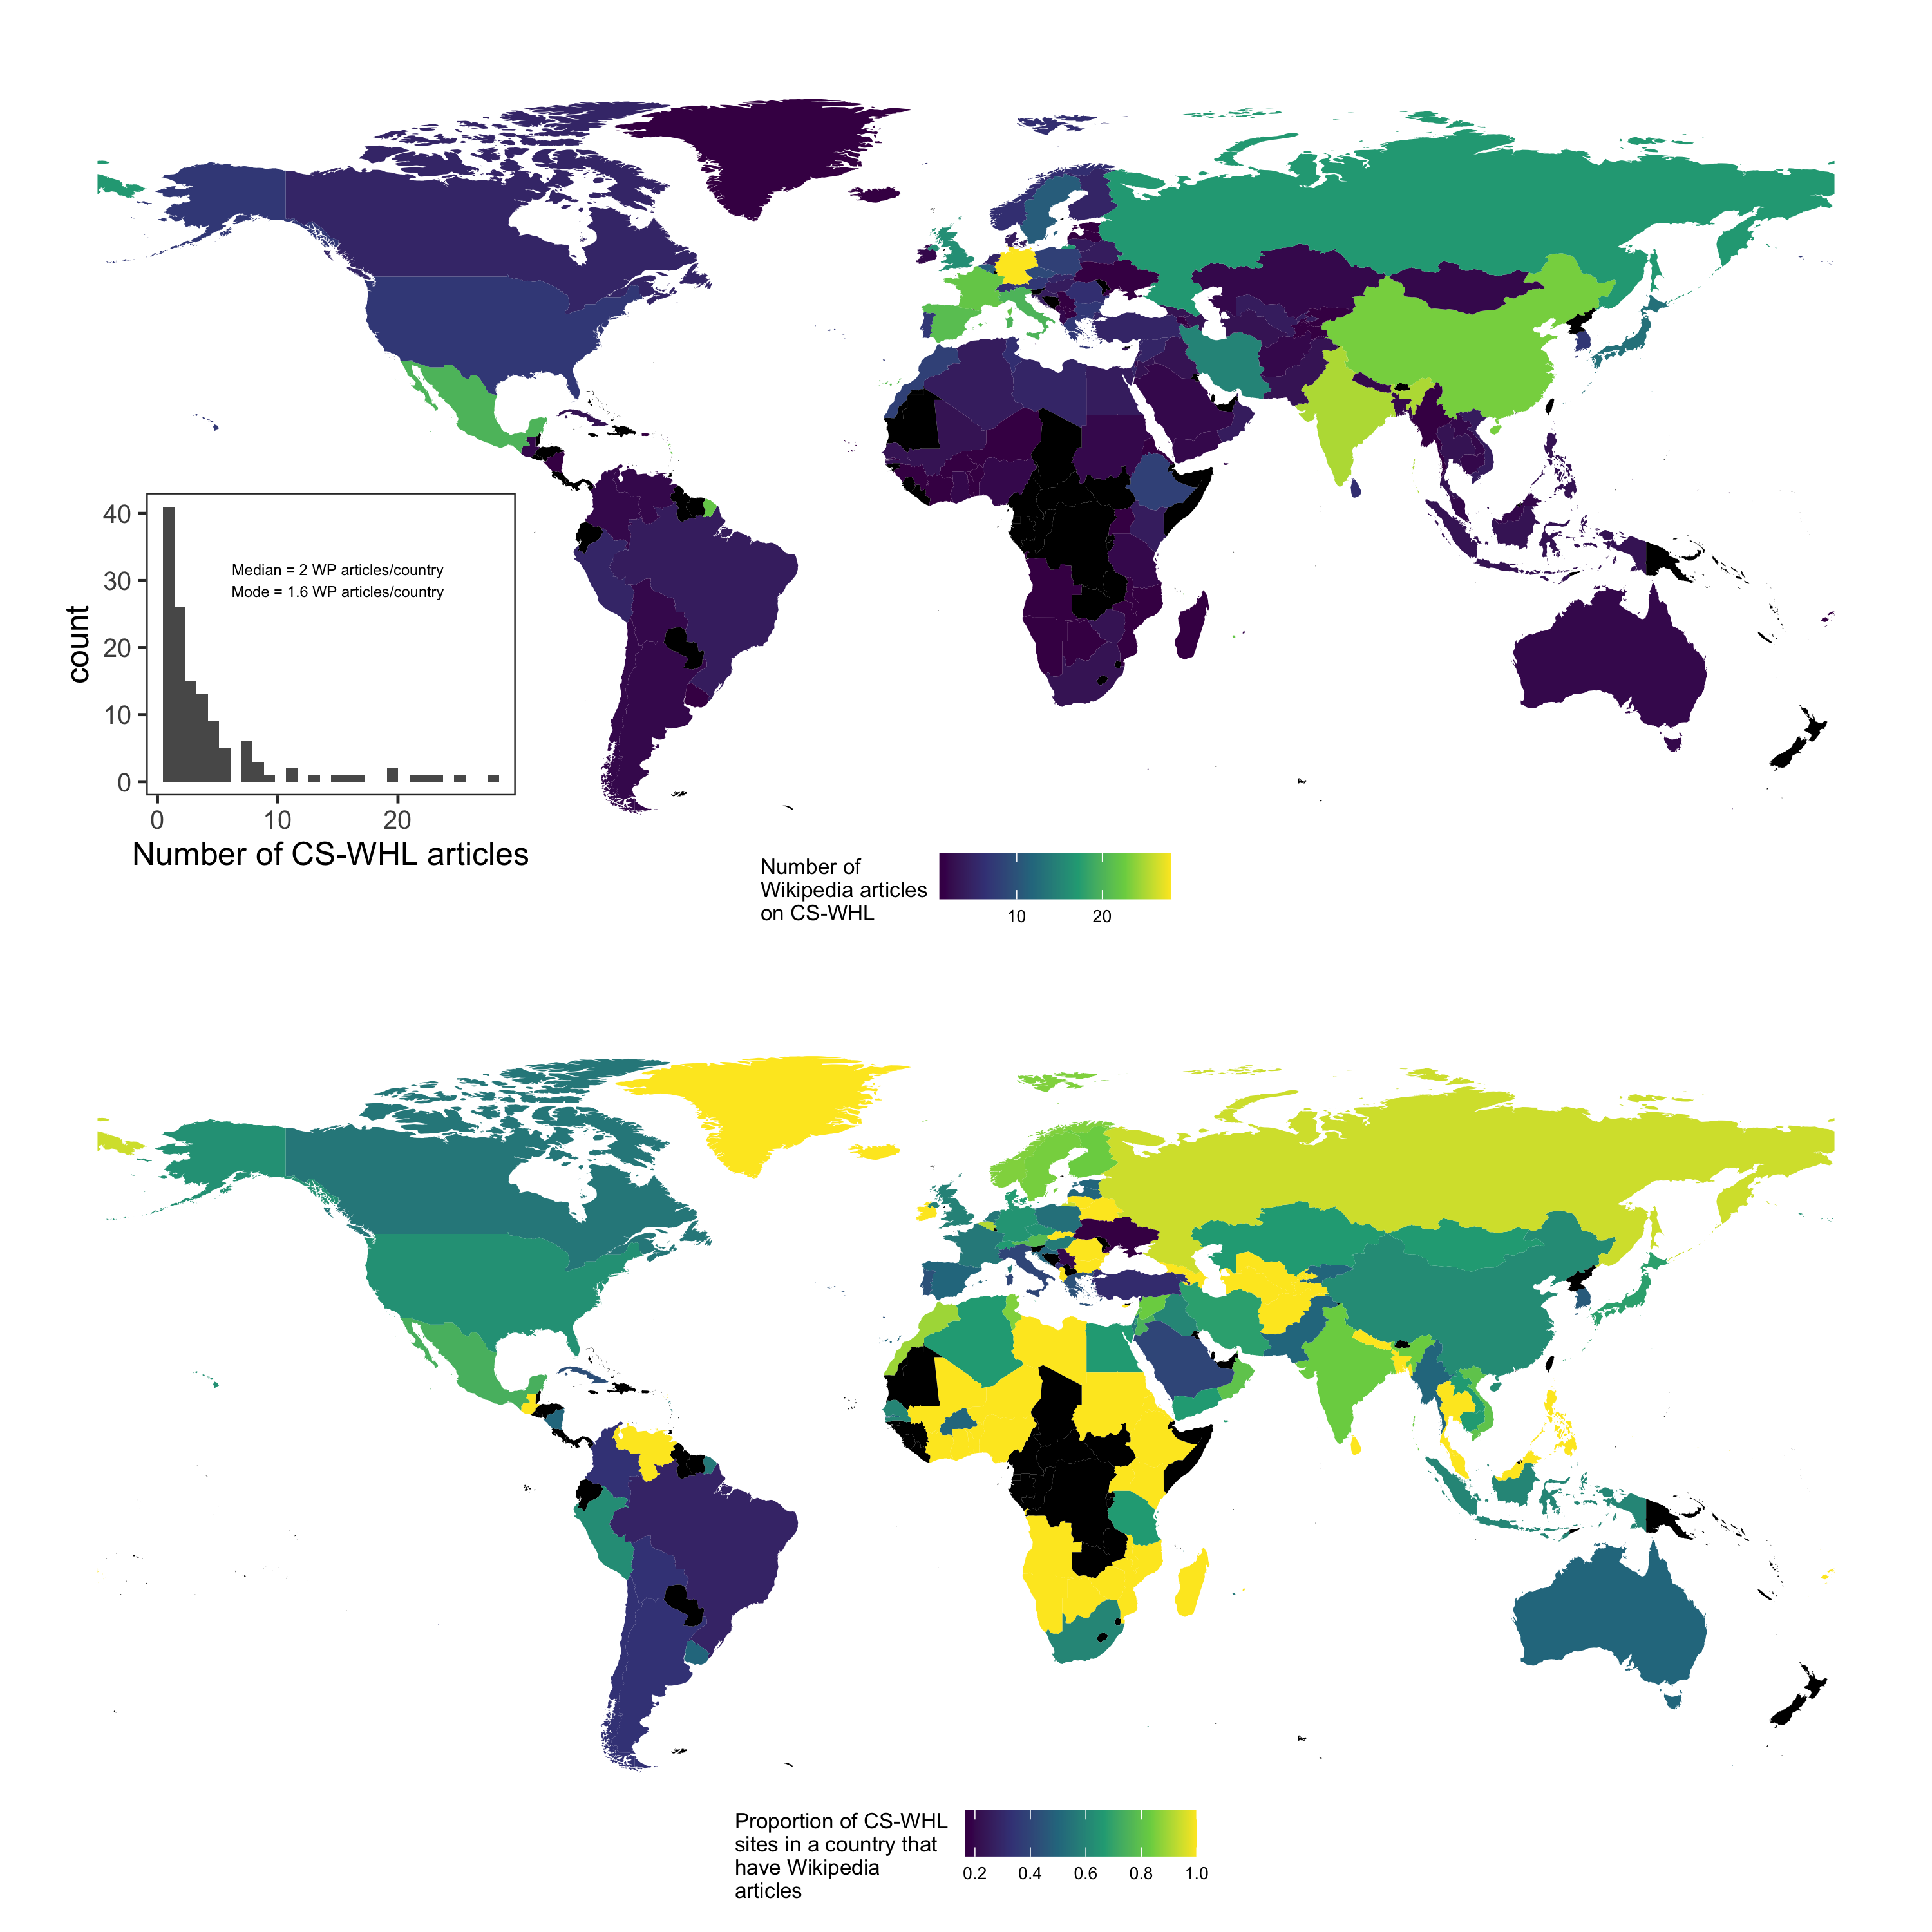 40
30
20
10
0
count
Median = 2 WP articles/country
Mode = 1.6 WP articles/country
0 10 20
Number of CS-WHL articles
Number of
Wikipedia articles
on CS-WHL
10 20
Proportion of CS-WHL
sites in a country that
have Wikipedia
articles
0.2 0.4 0.6 0.8 1.0